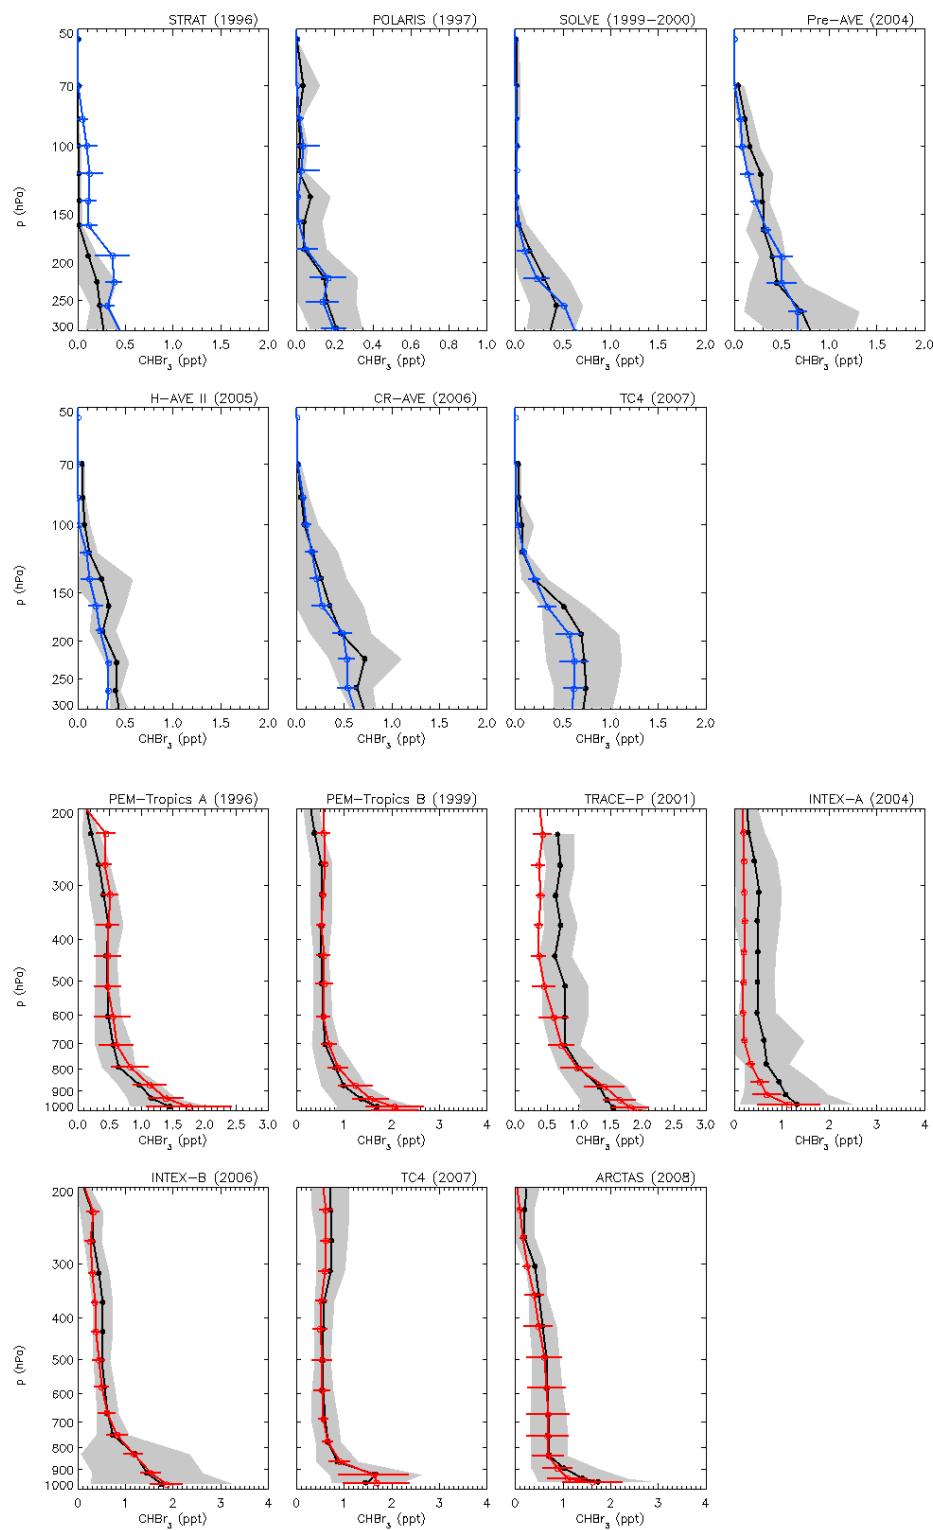 STRAT (1996) POLARIS (1997) SOLVE (1999-2000) Pre-AVE (2004)
50
70
100
150
200
250
300
p (hPa)
0.0 0.5 1.0 1.5 2.0 0.0 0.2 0.4 0.6 0.8 1.0 0.0 0.5 1.0 1.5 2.0 0.0 0.5 1.0 1.5 2.0
CHBr3 (ppt) CHBr3 (ppt) CHBr3 (ppt) CHBr3 (ppt)
H-AVE II (2005) CR-AVE (2006) TC4 (2007)
50
70
100
150
200
250
300
p (hPa)
0.0 0.5 1.0 1.5 2.0 0.0 0.5 1.0 1.5 2.0 0.0 0.5 1.0 1.5 2.0
CHBr3 (ppt) CHBr3 (ppt) CHBr3 (ppt)
PEM-Tropics A (1996) PEM-Tropics B (1999) TRACE-P (2001) INTEX-A (2004)
200
300
400
500
600
700
800
900
1000
p (hPa)
0.0 0.5 1.0 1.5 2.0 2.5 3.0 0 1 2 3 4 0.0 0.5 1.0 1.5 2.0 2.5 3.0 0 1 2 3 4
CHBr3 (ppt) CHBr3 (ppt) CHBr3 (ppt) CHBr3 (ppt)
INTEX-B (2006) TC4 (2007) ARCTAS (2008)
200
300
400
500
600
700
800
900
1000
p (hPa)
0 1 2 3 4 0 1 2 3 4 0 1 2 3 4
CHBr3 (ppt) CHBr3 (ppt) CHBr3 (ppt)